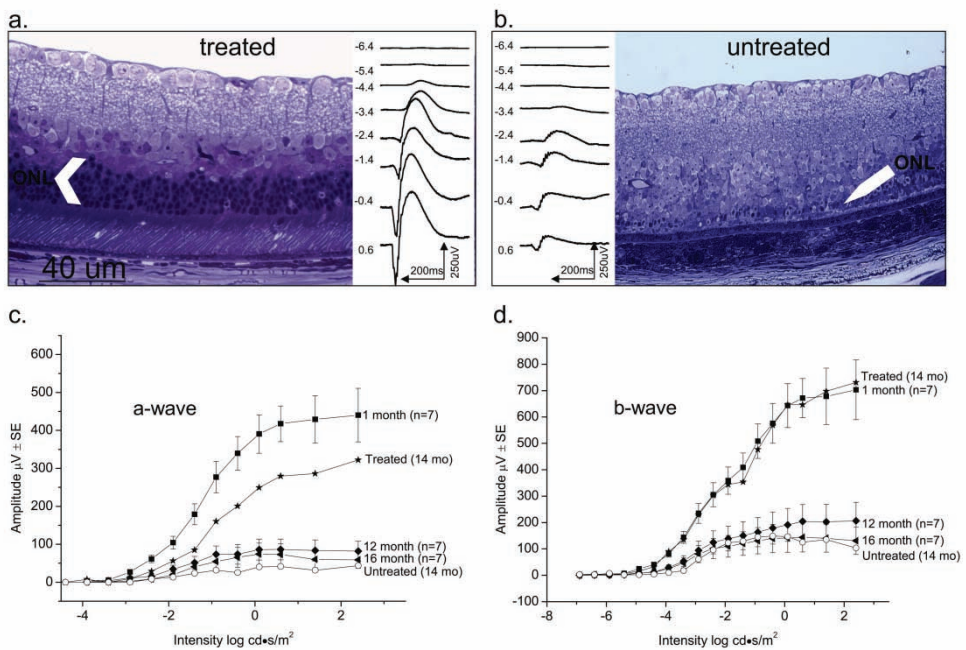 a.
treated
-6.4
-5.4
-4.4
-3.4
-2.4
-1.4
-0.4
0.6
ONL
40 um
200ms
250uV
b.
untreated
-6.4
-5.4
-4.4
-3.4
-2.4
-1.4
-0.4
0.6
200ms
250uV
ONL
c.
a-wave
600
500
400
300
200
100
0
Amplitude µV ± SE
1 month (n=7)
Treated (14 mo)
12 month (n=7)
16 month (n=7)
Untreated (14 mo)
-4
-2
0
2
Intensity log cd•s/m²
d.
b-wave
900
800
700
600
500
400
300
200
100
0
-100
Amplitude µV ± SE
Treated (14 mo)
1 month (n=7)
12 month (n=7)
16 month (n=7)
Untreated (14 mo)
-8
-6
-4
-2
0
2
Intensity log cd•s/m²